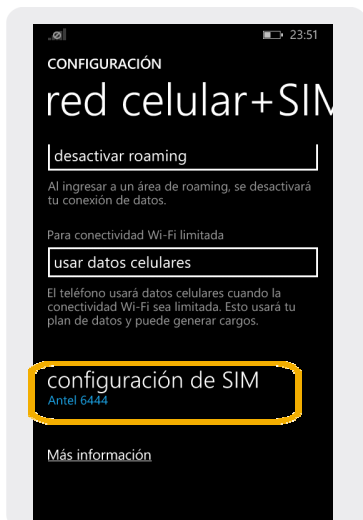 23:51
CONFIGURACIÓN
red celular+SIM
desactivar roaming
Al ingresar a un área de roaming, se desactivará
tu conexión de datos.
Para conectividad Wi-Fi limitada
usar datos celulares
El teléfono usará datos celulares cuando la
conectividad Wi-Fi sea limitada. Esto usará tu
plan de datos y puede generar cargos.
configuración de SIM
Antel 6444
Más información